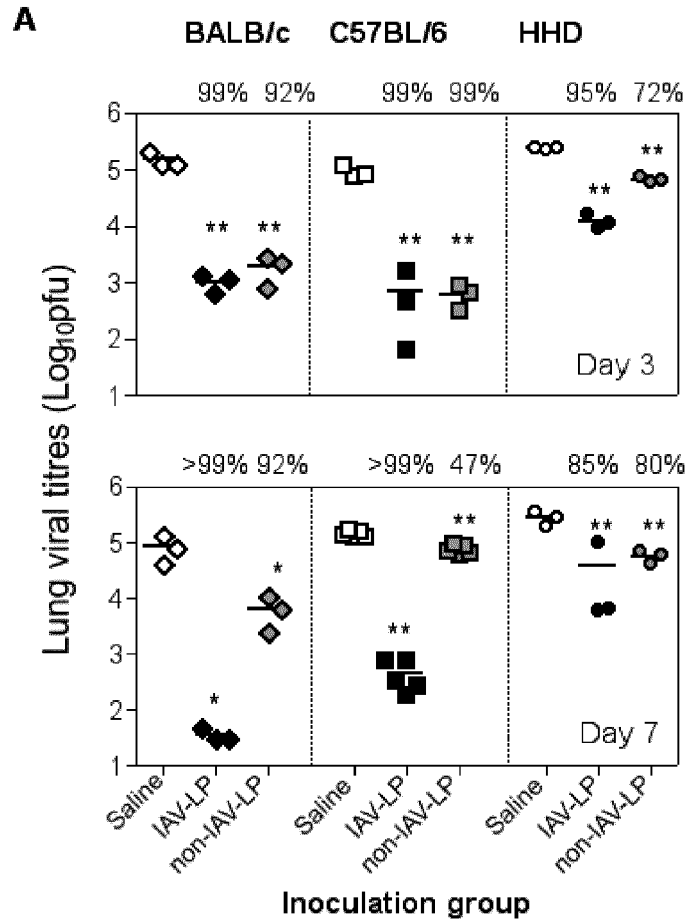 A
BALB/c C57BL/6 HHD
99% 92% 99% 99% 95% 72%
6
5
4
3
2
1
** ** ** ** ** **
Day 3
Lung viral titres (Log10pfu)
>99% 92% >99% 47% 85% 80%
6
5
4
3
2
1
* * ** ** ** **
Day 7
Saline IAV-LP non-IAV-LP Saline IAV-LP non-IAV-LP Saline IAV-LP non-IAV-LP
Inoculation group